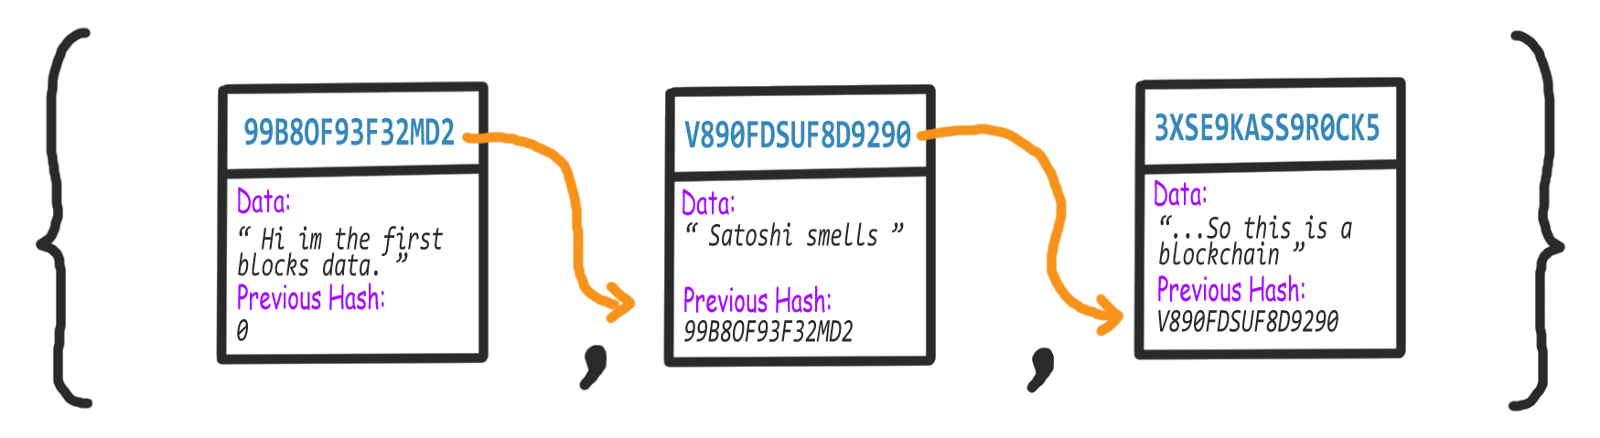 99B8OF93F32MD2
Data:
“ Hi im the first
blocks data. ”
Previous Hash:
0
,
V890FDSUF8D9290
Data:
“ Satoshi smells ”
Previous Hash:
99B8OF93F32MD2
,
3XSE9KASS9R0CK5
Data:
“...So this is a
blockchain ”
Previous Hash:
V890FDSUF8D9290